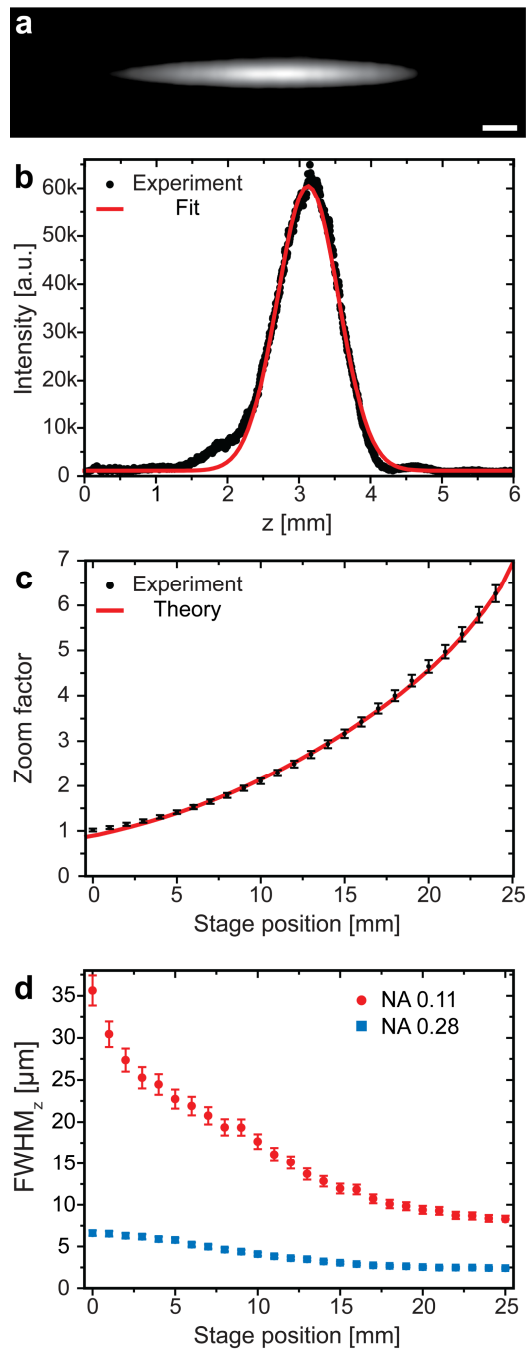 a
b
Experiment
Fit
60k
50k
40k
30k
20k
10k
0
Intensity [a.u.]
0 1 2 3 4 5 6
z [mm]
c
Experiment
Theory
7
6
5
4
3
2
1
0
Zoom factor
0 5 10 15 20 25
Stage position [mm]
d
NA 0.11
NA 0.28
35
30
25
20
15
10
5
0
FWHMz [µm]
0 5 10 15 20 25
Stage position [mm]